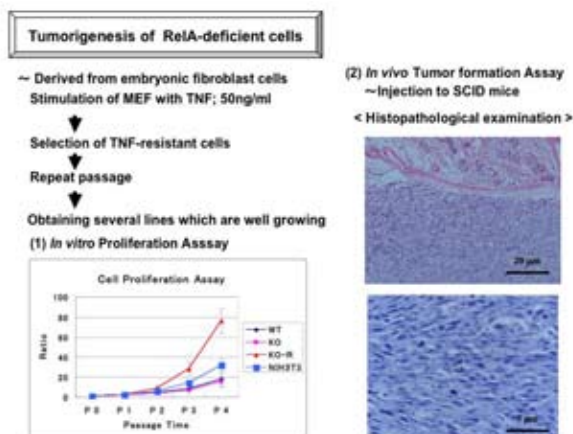 Tumorigenesis of RelA-deficient cells
~ Derived from embryonic fibroblast cells
Stimulation of MEF with TNF; 50ng/ml
Selection of TNF-resistant cells
Repeat passage
Obtaining several lines which are well growing
(1) In vitro Proliferation Asssay
Cell Proliferation Assay
Ratio
100
80
60
40
20
0
P 0 P 1 P 2 P 3 P 4
Passage Time
WT
KO
KO-R
NIH3T3
(2) In vivo Tumor formation Assay
~Injection to SCID mice
< Histopathological examination >
20 μm
μm